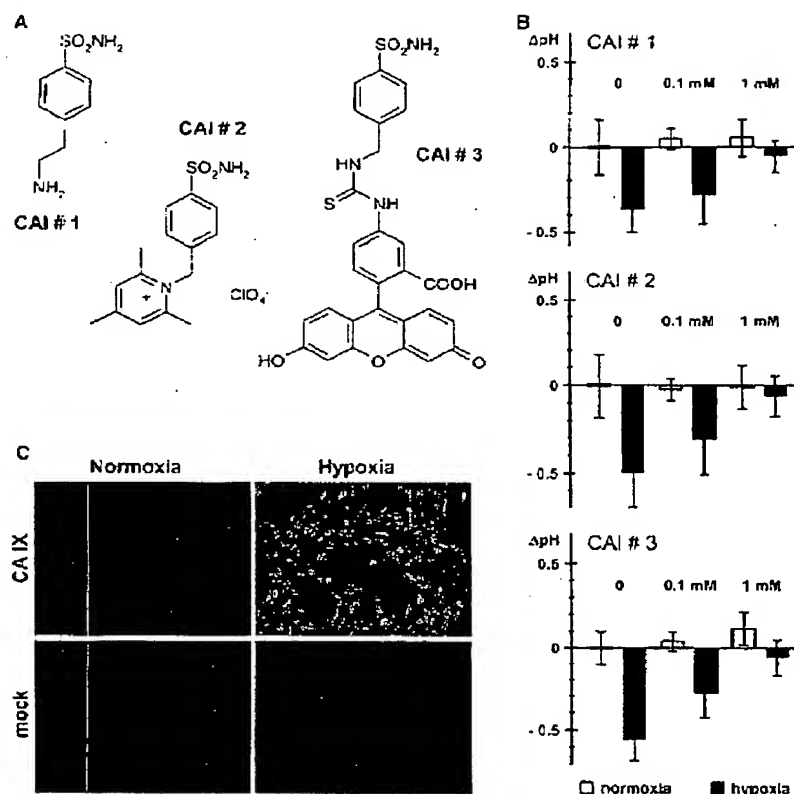 A
SO₂NH₂
NH₂
CAI # 1
CAI # 2
SO₂NH₂
N
+
ClO₄⁻
SO₂NH₂
CAI # 3
HN
S
NH
COOH
HO
O
O
B
ΔpH
CAI # 1
0.5
0
0.1 mM
1 mM
0
- 0.5
ΔpH
CAI # 2
0.5
0
0.1 mM
1 mM
0
- 0.5
ΔpH
CAI # 3
0.5
0
0.1 mM
1 mM
0
- 0.5
normoxia
hypoxia
C
Normoxia
Hypoxia
CA IX
mock